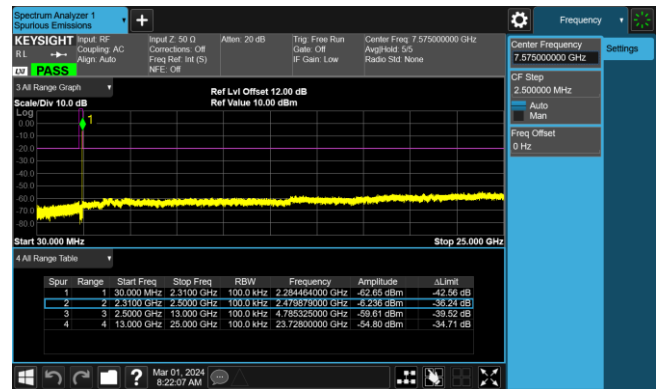 Spectrum Analyzer 1
Spurious Emissions
Frequency
KEYSIGHT Input: RF
RL Coupling: AC
Align: Auto
Input Z: 50 Ω
Corrections: Off
Freq Ref: Int (S)
NFE: Off
Atten: 20 dB
Trig: Free Run
Gate: Off
IF Gain: Low
Center Freq: 7.575000000 GHz
Avg|Hold: 5/5
Radio Std: None
LXI PASS
Center Frequency
7.575000000 GHz
Settings
CF Step
2.500000 MHz
Auto
Man
Freq Offset
0 Hz
3 All Range Graph
Scale/Div 10.0 dB
Ref Lvl Offset 12.00 dB
Ref Value 10.00 dBm
Log
1
0.00
-10.0
-20.0
-30.0
-40.0
-50.0
-60.0
-70.0
-80.0
Start 30.000 MHz Stop 25.000 GHz
4 All Range Table
Spur Range Start Freq Stop Freq RBW Frequency Amplitude ΔLimit
1 1 30.000 MHz 2.3100 GHz 100.0 kHz 2.284464000 GHz -62.65 dBm -42.56 dB
2 2 2.3100 GHz 2.5000 GHz 100.0 kHz 2.479879000 GHz -6.236 dBm -36.24 dB
3 3 2.5000 GHz 13.000 GHz 100.0 kHz 4.785325000 GHz -59.61 dBm -39.52 dB
4 4 13.000 GHz 25.000 GHz 100.0 kHz 23.72800000 GHz -54.80 dBm -34.71 dB
Mar 01, 2024
8:22:07 AM